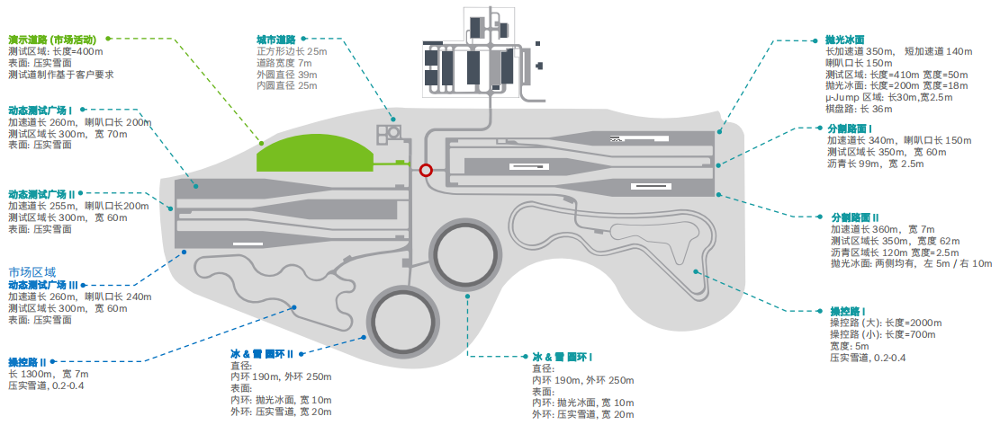 演示道路 (市场活动)
测试区域: 长度=400m
表面: 压实雪面
测试道制作基于客户要求
动态测试广场 I
加速道长 260m, 喇叭口长 200m
测试区域长 300m, 宽 70m
表面: 压实雪面
动态测试广场 II
加速道长 255m, 喇叭口长200m
测试区域长 300m, 宽 60m
表面: 压实雪面
市场区域
动态测试广场 III
加速道长 260m, 喇叭口长 240m
测试区域长 300m, 宽 60m
表面: 压实雪面
操控路 II
长 1300m, 宽 7m
压实雪道, 0.2-0.4
城市道路
正方形边长 25m
道路宽度 7m
外圆直径 39m
内圆直径 25m
冰 & 雪 圆环 II
直径:
内环 190m, 外环 250m
表面:
内环: 抛光冰面, 宽 10m
外环: 压实雪道, 宽 20m
冰 & 雪 圆环 I
直径:
内环 190m, 外环 250m
表面:
内环: 抛光冰面, 宽 10m
外环: 压实雪道, 宽 20m
抛光冰面
长加速道 350m, 短加速道 140m
喇叭口长 150m
测试区域: 长度=410m 宽度=50m
抛光冰面: 长度=200m 宽度=18m
μ-Jump 区域: 长30m,宽2.5m
棋盘路: 长 36m
分割路面 I
加速道长 340m, 喇叭口长 150m
测试区域长 350m, 宽 60m
沥青长 99m, 宽 2.5m
分割路面 II
加速道长 360m, 宽 7m
测试区域长 350m, 宽度 62m
沥青区域长 120m 宽度=2.5m
抛光冰面: 两侧均有, 左 5m / 右 10m
操控路 I
操控路 (大): 长度=2000m
操控路 (小): 长度=700m
宽度: 5m
压实雪道, 0.2-0.4